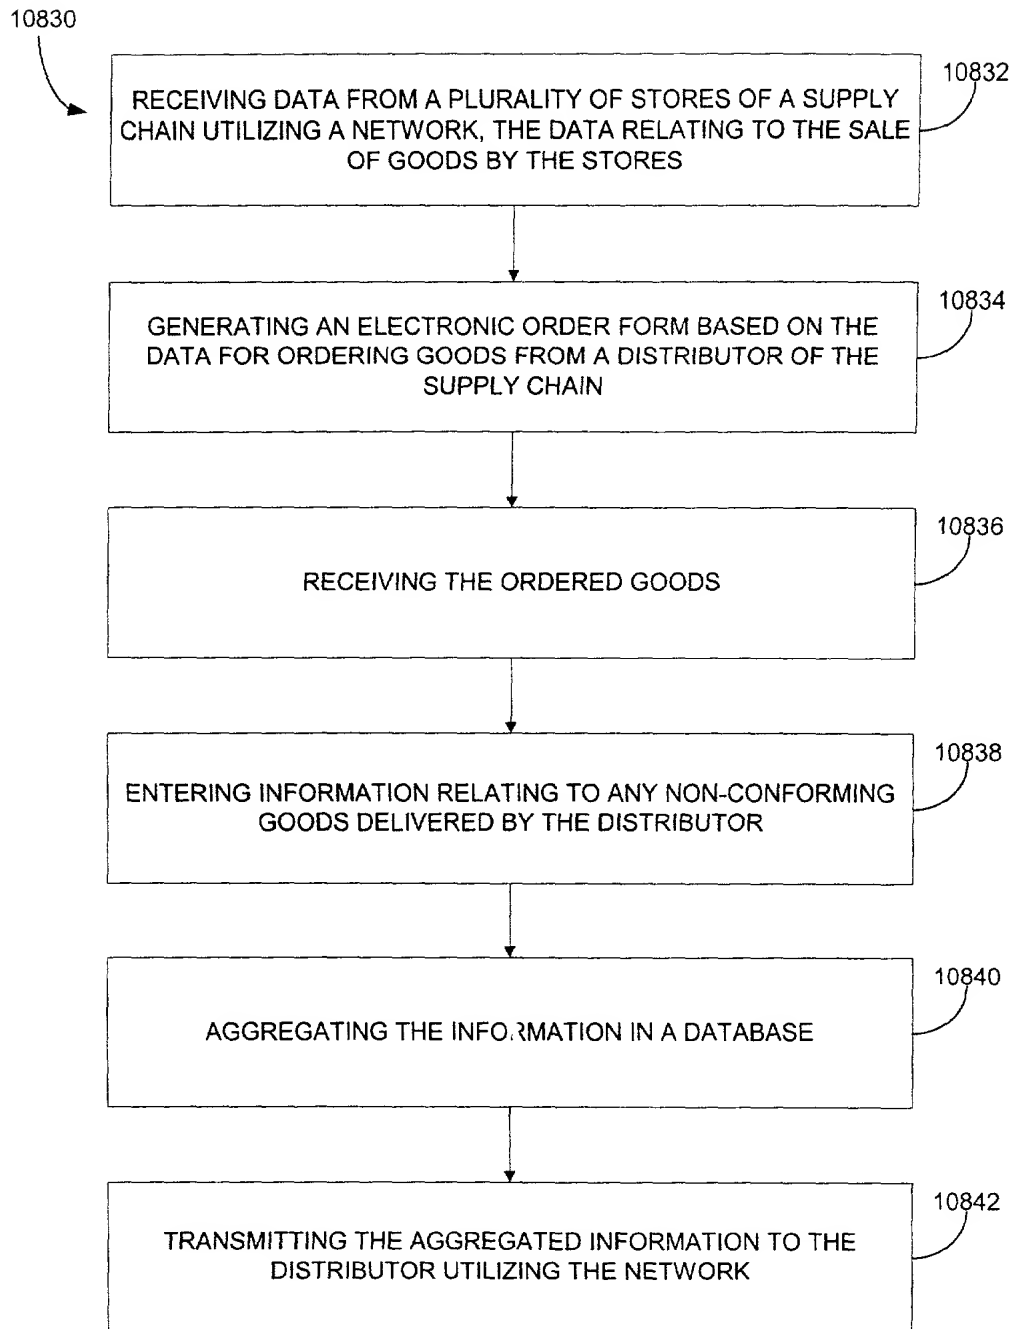 10830
10832
RECEIVING DATA FROM A PLURALITY OF STORES OF A SUPPLY
CHAIN UTILIZING A NETWORK, THE DATA RELATING TO THE SALE
OF GOODS BY THE STORES
10834
GENERATING AN ELECTRONIC ORDER FORM BASED ON THE
DATA FOR ORDERING GOODS FROM A DISTRIBUTOR OF THE
SUPPLY CHAIN
10836
RECEIVING THE ORDERED GOODS
10838
ENTERING INFORMATION RELATING TO ANY NON-CONFORMING
GOODS DELIVERED BY THE DISTRIBUTOR
10840
AGGREGATING THE INFORMATION IN A DATABASE
10842
TRANSMITTING THE AGGREGATED INFORMATION TO THE
DISTRIBUTOR UTILIZING THE NETWORK